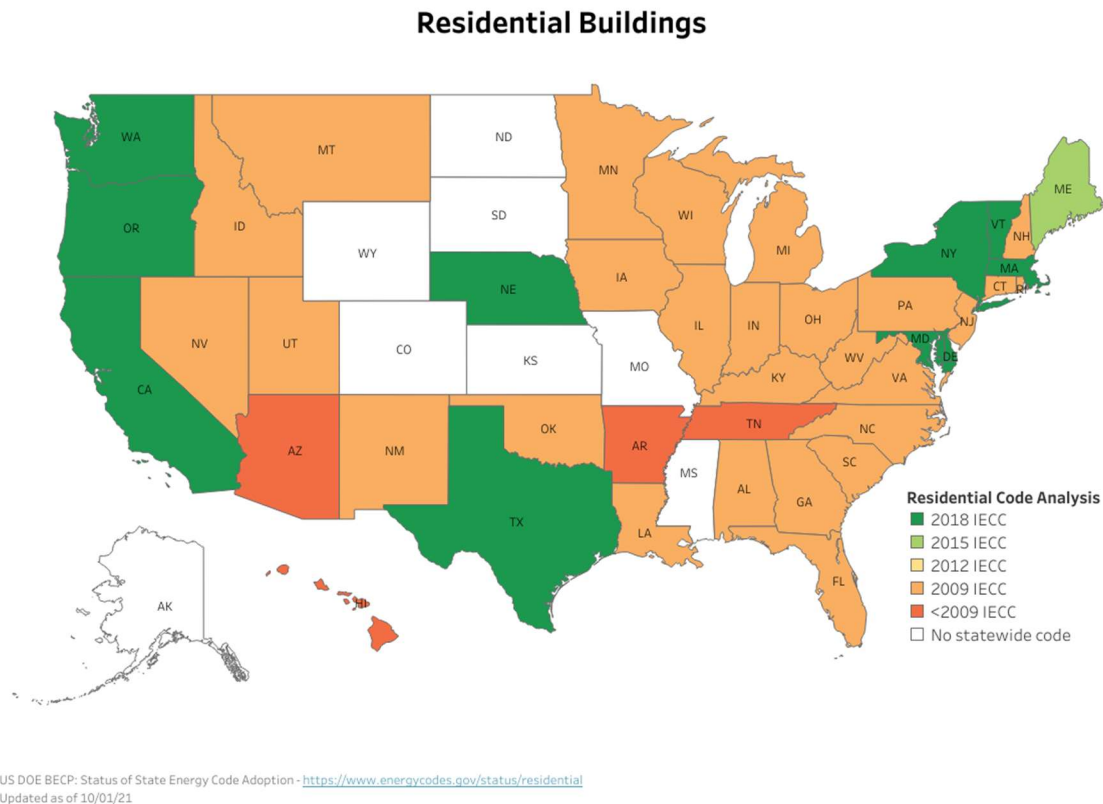 Residential Buildings
WA
MT
ND
MN
ME
OR
ID
SD
WI
VT
NH
WY
MI
NY
MA
NE
IA
CT
RI
PA
NV
UT
CO
KS
IL
IN
OH
NJ
MD
DE
MO
WV
VA
CA
KY
AZ
NM
OK
AR
TN
NC
SC
MS
AL
GA
TX
LA
FL
AK
HI
Residential Code Analysis
2018 IECC
2015 IECC
2012 IECC
2009 IECC
<2009 IECC
No statewide code
US DOE BECP: Status of State Energy Code Adoption - https://www.energycodes.gov/status/residential
Updated as of 10/01/21